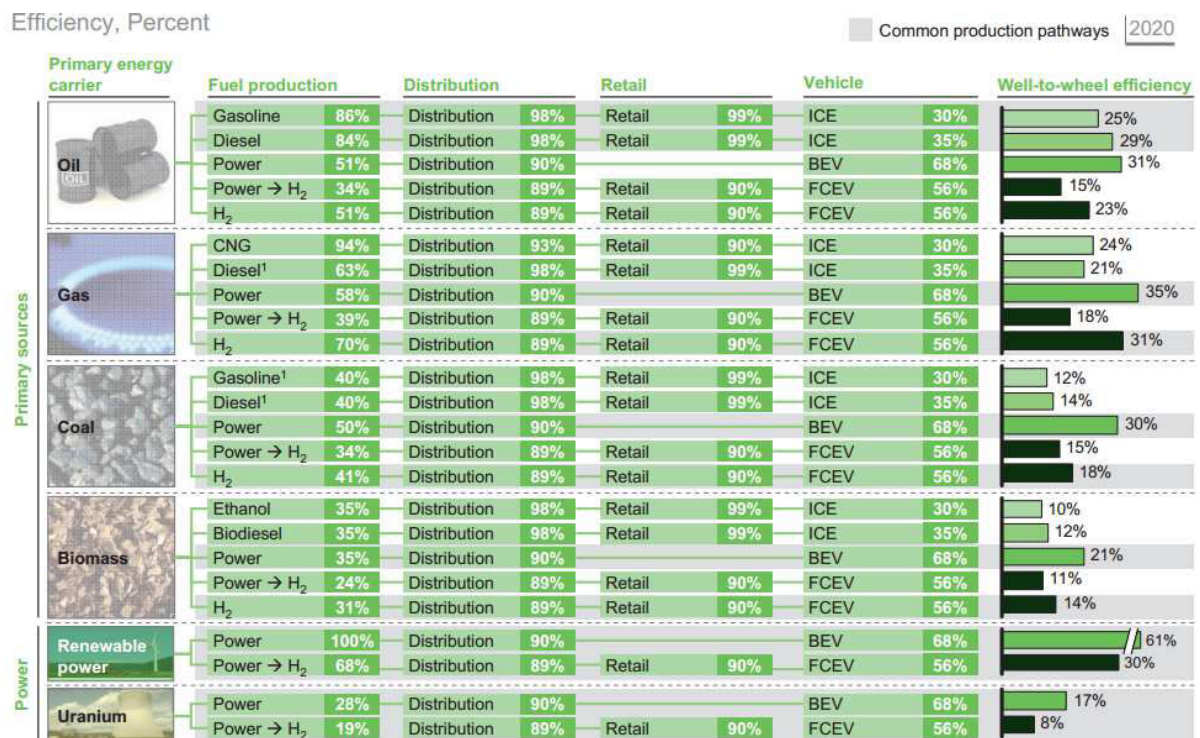 Efficiency, Percent
Common production pathways 2020
Primary energy carrier Fuel production Distribution Retail Vehicle Well-to-wheel efficiency
Primary sources
Oil
OIL
Gasoline 86% Distribution 98% Retail 99% ICE 30% 25%
Diesel 84% Distribution 98% Retail 99% ICE 35% 29%
Power 51% Distribution 90% BEV 68% 31%
Power → H₂ 34% Distribution 89% Retail 90% FCEV 56% 15%
H₂ 51% Distribution 89% Retail 90% FCEV 56% 23%
Gas
CNG 94% Distribution 93% Retail 90% ICE 30% 24%
Diesel¹ 63% Distribution 98% Retail 99% ICE 35% 21%
Power 58% Distribution 90% BEV 68% 35%
Power → H₂ 39% Distribution 89% Retail 90% FCEV 56% 18%
H₂ 70% Distribution 89% Retail 90% FCEV 56% 31%
Coal
Gasoline¹ 40% Distribution 98% Retail 99% ICE 30% 12%
Diesel¹ 40% Distribution 98% Retail 99% ICE 35% 14%
Power 50% Distribution 90% BEV 68% 30%
Power → H₂ 34% Distribution 89% Retail 90% FCEV 56% 15%
H₂ 41% Distribution 89% Retail 90% FCEV 56% 18%
Biomass
Ethanol 35% Distribution 98% Retail 99% ICE 30% 10%
Biodiesel 35% Distribution 98% Retail 99% ICE 35% 12%
Power 35% Distribution 90% BEV 68% 21%
Power → H₂ 24% Distribution 89% Retail 90% FCEV 56% 11%
H₂ 31% Distribution 89% Retail 90% FCEV 56% 14%
Power
Renewable power
Power 100% Distribution 90% BEV 68% 61%
Power → H₂ 68% Distribution 89% Retail 90% FCEV 56% 30%
Uranium
Power 28% Distribution 90% BEV 68% 17%
Power → H₂ 19% Distribution 89% Retail 90% FCEV 56% 8%